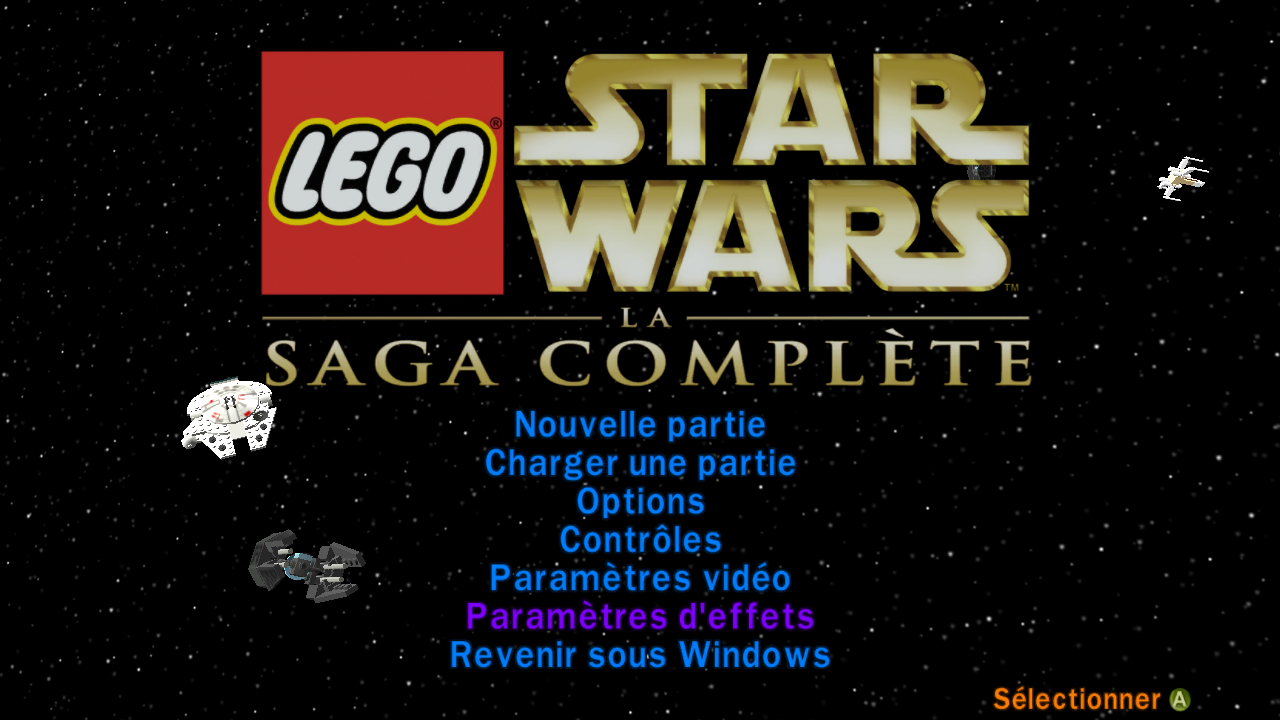 LEGO®
STAR
WARS™
LA
SAGA COMPLÈTE
Nouvelle partie
Charger une partie
Options
Contrôles
Paramètres vidéo
Paramètres d'effets
Revenir sous Windows
Sélectionner A